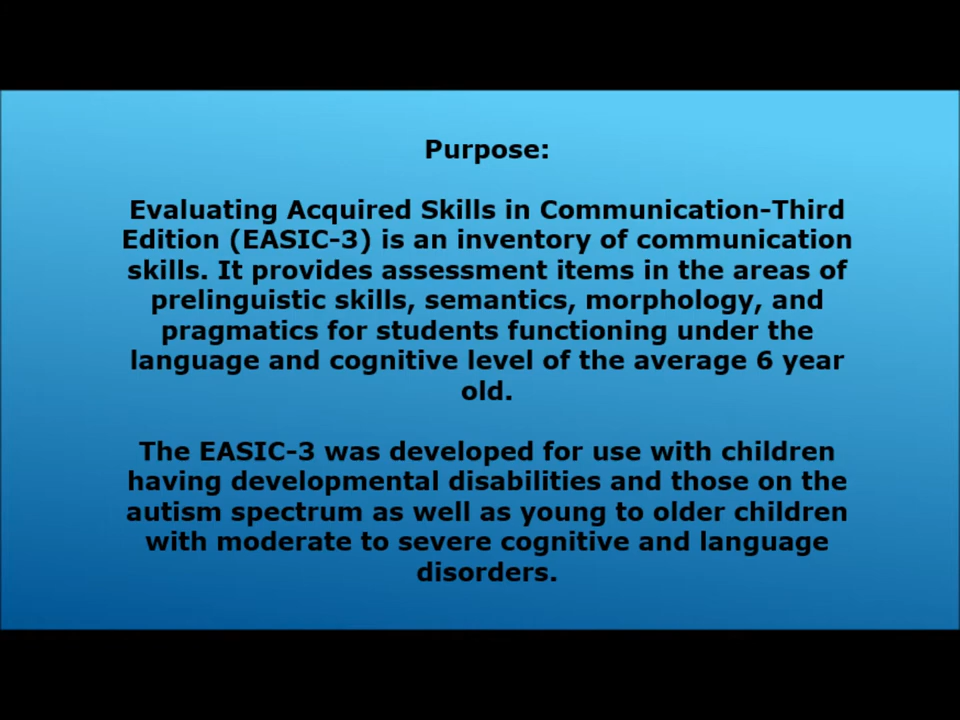 Purpose:
Evaluating Acquired Skills in Communication-Third
Edition (EASIC-3) is an inventory of communication
skills. It provides assessment items in the areas of
prelinguistic skills, semantics, morphology, and
pragmatics for students functioning under the
language and cognitive level of the average 6 year
old.
The EASIC-3 was developed for use with children
having developmental disabilities and those on the
autism spectrum as well as young to older children
with moderate to severe cognitive and language
disorders.